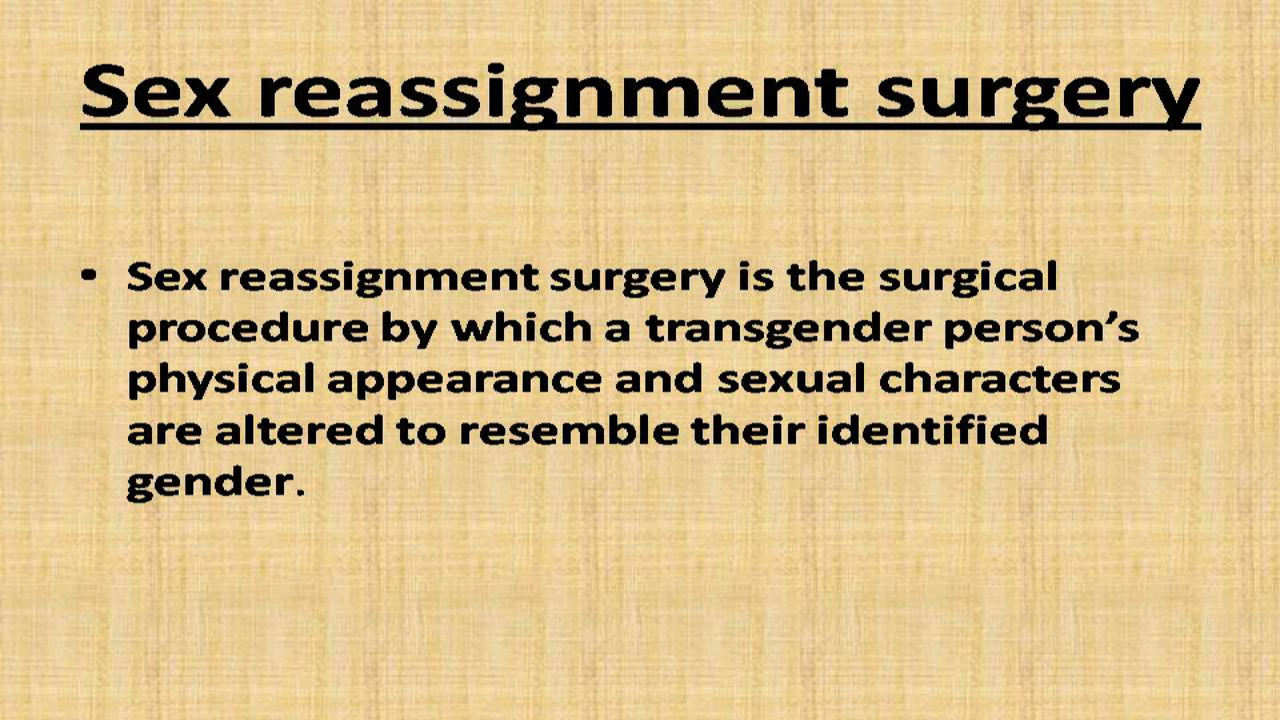 Sex reassignment surgery
• Sex reassignment surgery is the surgical
procedure by which a transgender person’s
physical appearance and sexual characters
are altered to resemble their identified
gender.